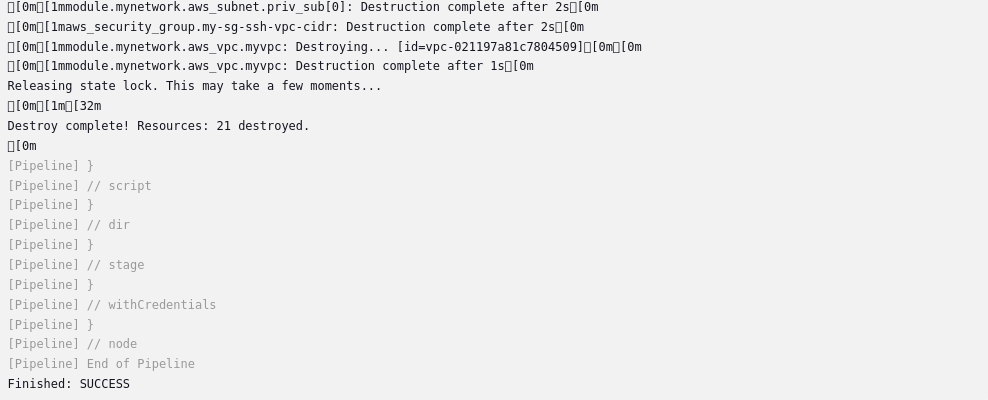 ␛[0m␛[1mmodule.mynetwork.aws_subnet.priv_sub[0]: Destruction complete after 2s␛[0m
␛[0m␛[1maws_security_group.my-sg-ssh-vpc-cidr: Destruction complete after 2s␛[0m
␛[0m␛[1mmodule.mynetwork.aws_vpc.myvpc: Destroying... [id=vpc-021197a81c7804509]␛[0m␛[0m
␛[0m␛[1mmodule.mynetwork.aws_vpc.myvpc: Destruction complete after 1s␛[0m
Releasing state lock. This may take a few moments...
␛[0m␛[1m␛[32m
Destroy complete! Resources: 21 destroyed.
␛[0m
[Pipeline] }
[Pipeline] // script
[Pipeline] }
[Pipeline] // dir
[Pipeline] }
[Pipeline] // stage
[Pipeline] }
[Pipeline] // withCredentials
[Pipeline] }
[Pipeline] // node
[Pipeline] End of Pipeline
Finished: SUCCESS